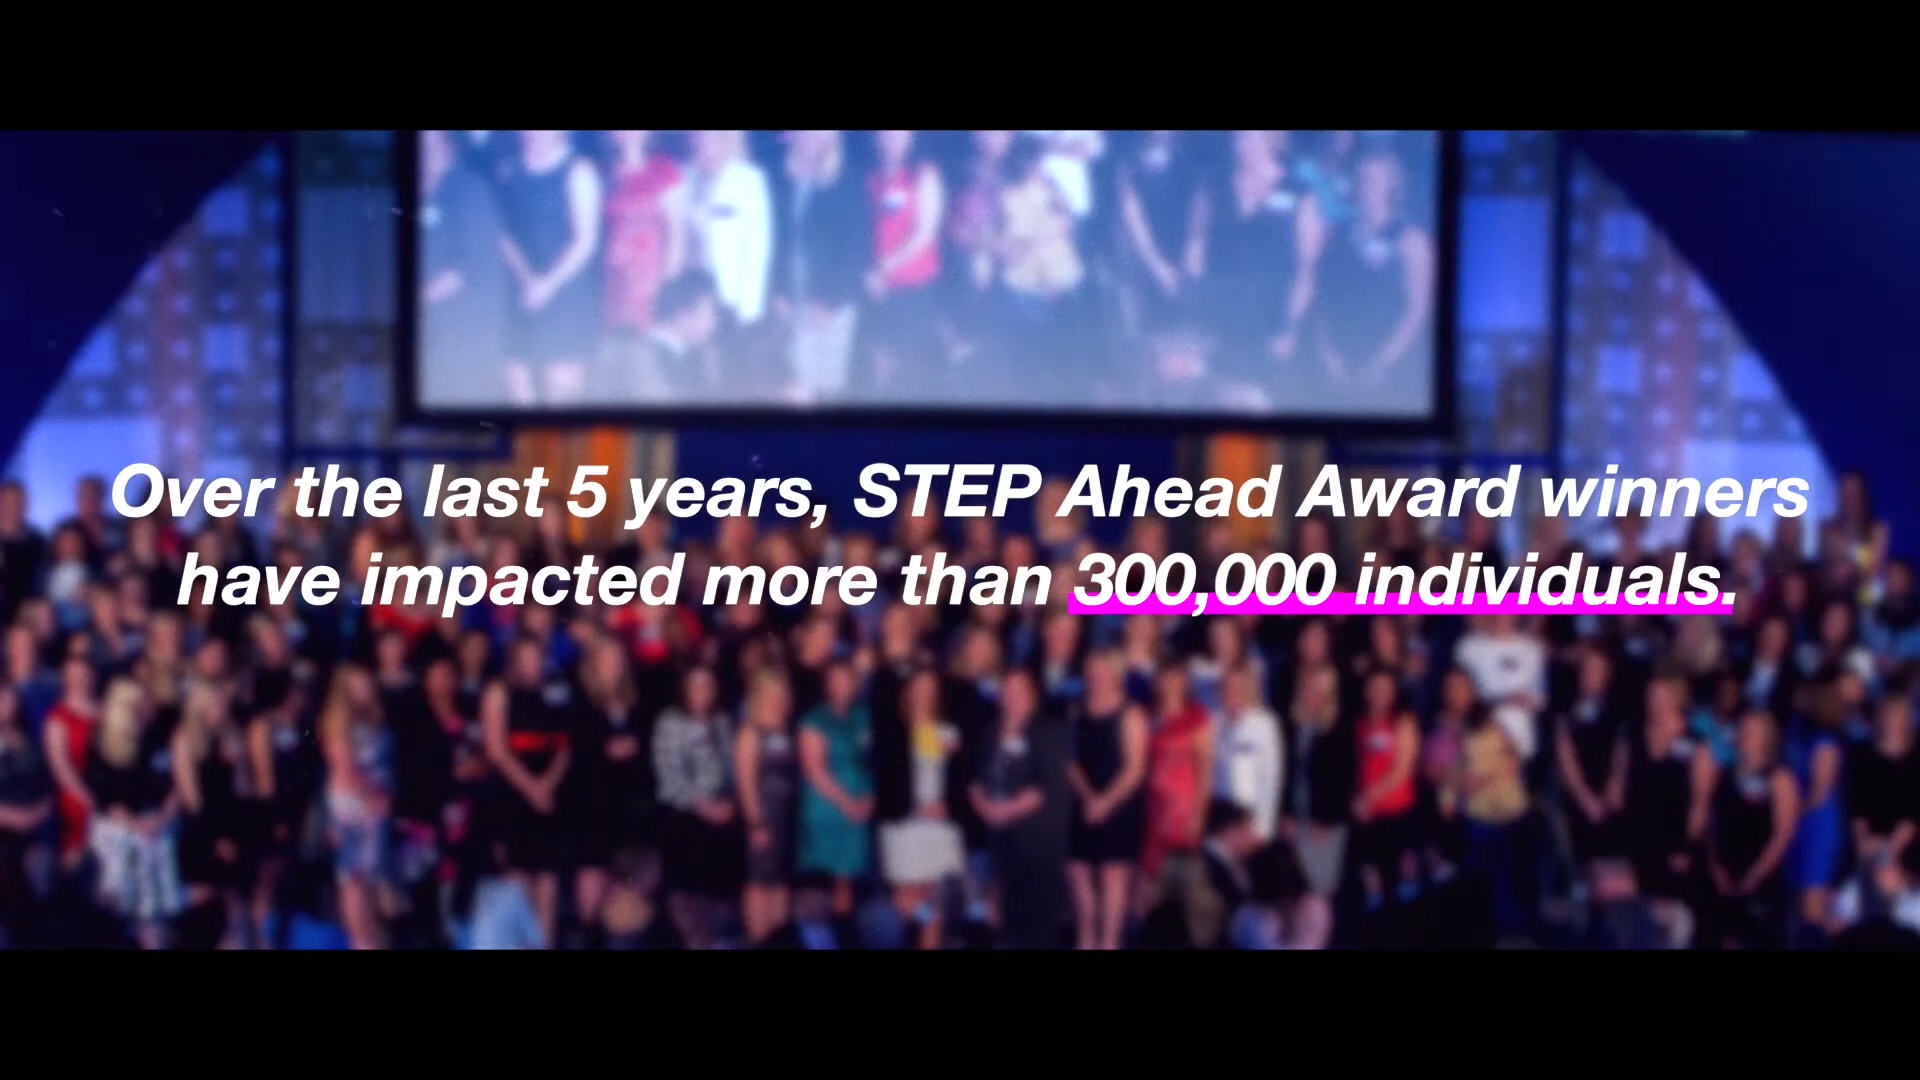 Over the last 5 years, STEP Ahead Award winners
have impacted more than 300,000 individuals.